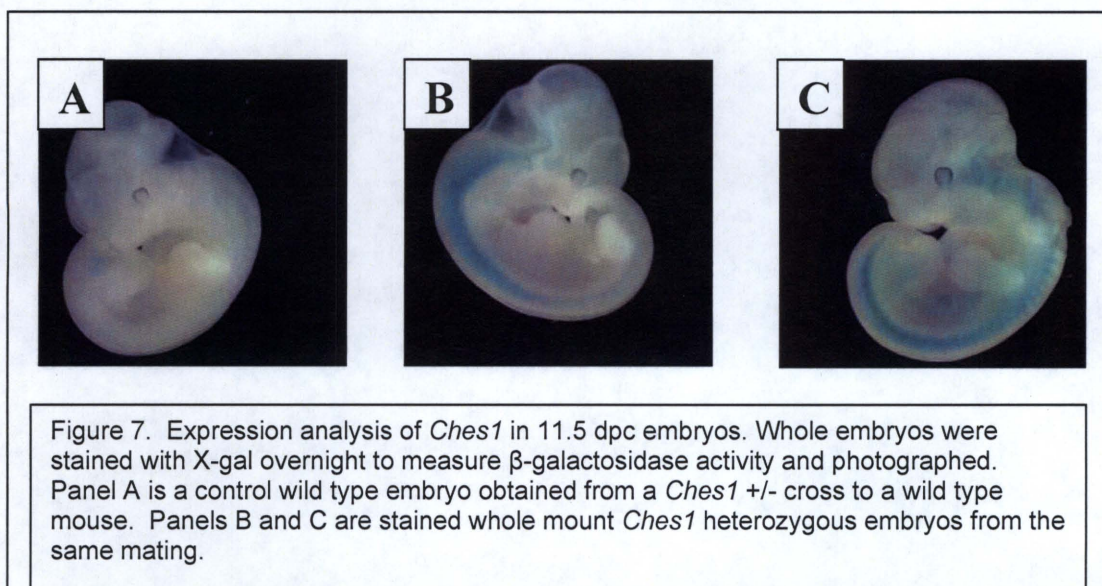 A
B
C
Figure 7. Expression analysis of Ches1 in 11.5 dpc embryos. Whole embryos were
stained with X-gal overnight to measure β-galactosidase activity and photographed.
Panel A is a control wild type embryo obtained from a Ches1 +/- cross to a wild type
mouse. Panels B and C are stained whole mount Ches1 heterozygous embryos from the
same mating.